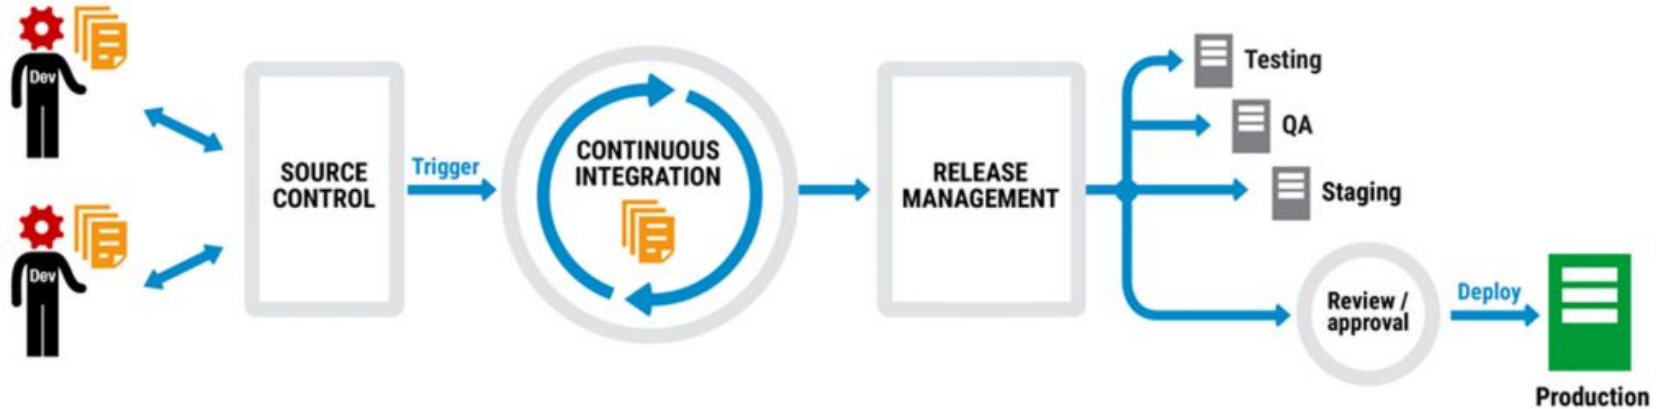 Dev
Dev
SOURCE
CONTROL
Trigger
CONTINUOUS
INTEGRATION
RELEASE
MANAGEMENT
Testing
QA
Staging
Review /
approval
Deploy
Production